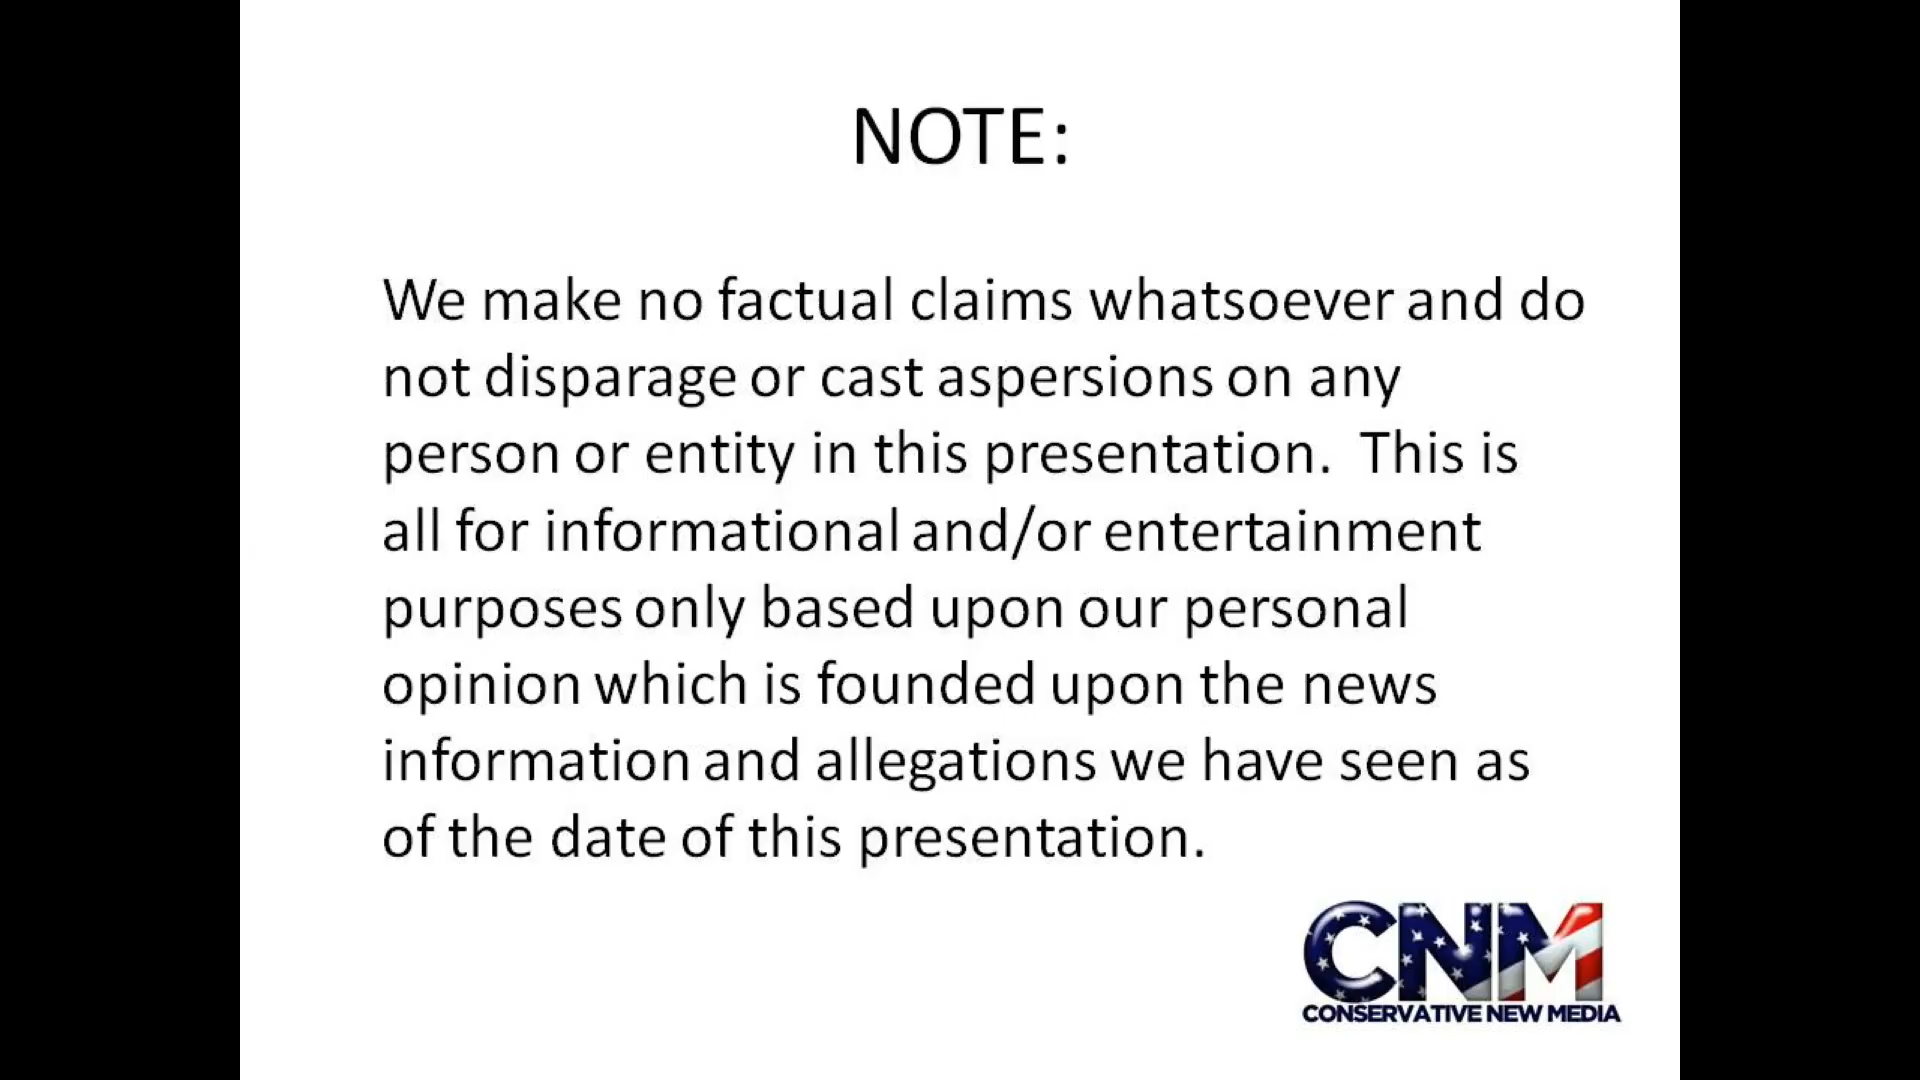 NOTE:
We make no factual claims whatsoever and do
not disparage or cast aspersions on any
person or entity in this presentation. This is
all for informational and/or entertainment
purposes only based upon our personal
opinion which is founded upon the news
information and allegations we have seen as
of the date of this presentation.
CNM
CONSERVATIVE NEW MEDIA